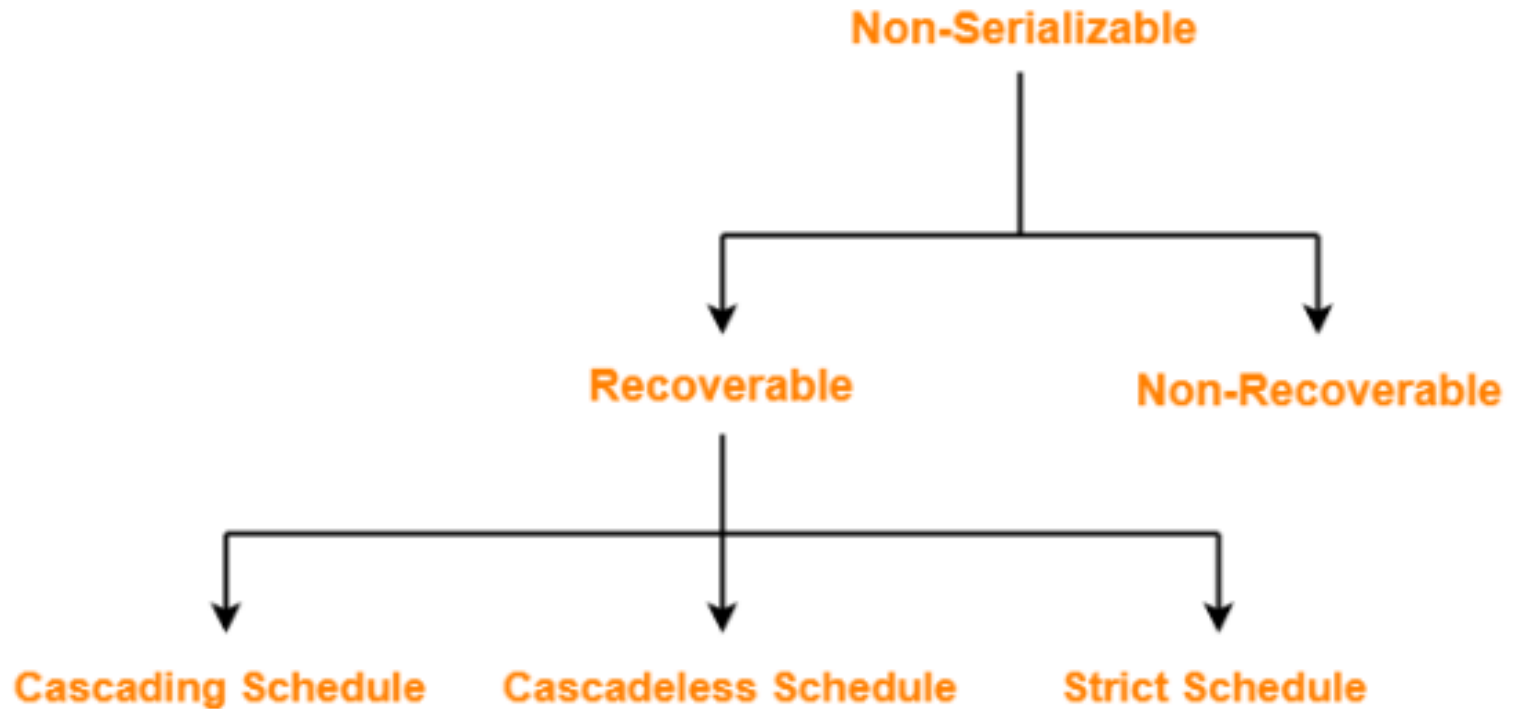 Non-Serializable
Recoverable
Non-Recoverable
Cascading Schedule
Cascadeless Schedule
Strict Schedule